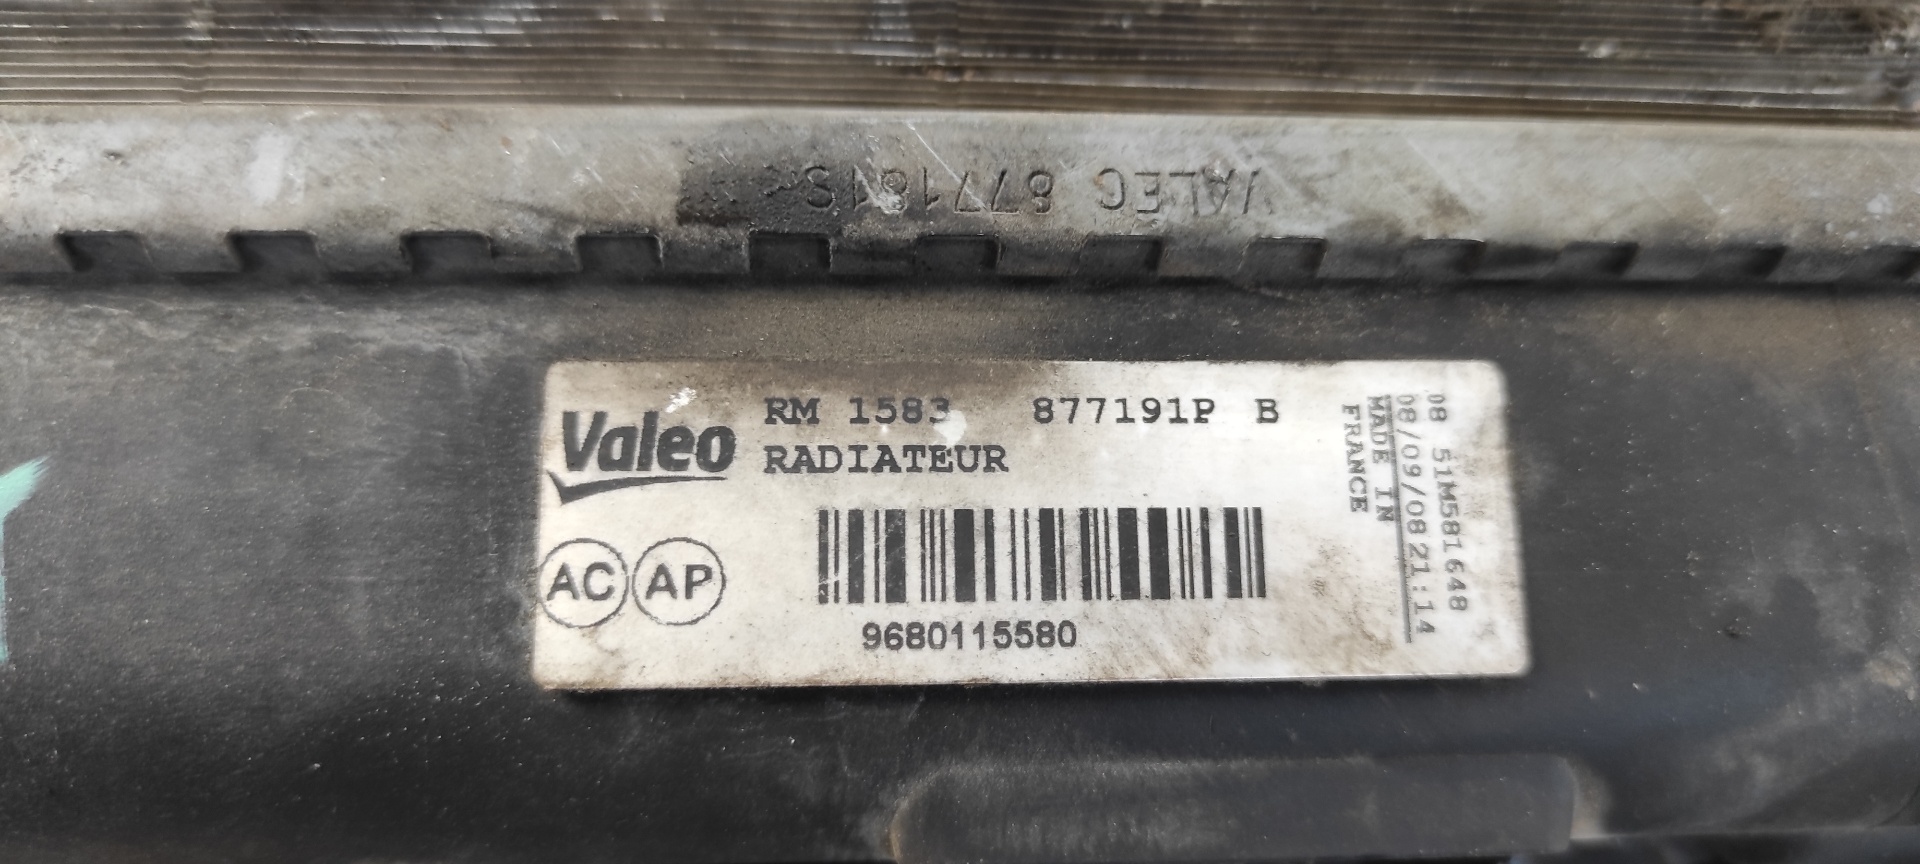 VALEO 877181S
RM 1583 877191P B
Valeo
RADIATEUR
AC AP
9680115580
MADE IN
FRANCE
08 51M581648
08/09/08 21:14